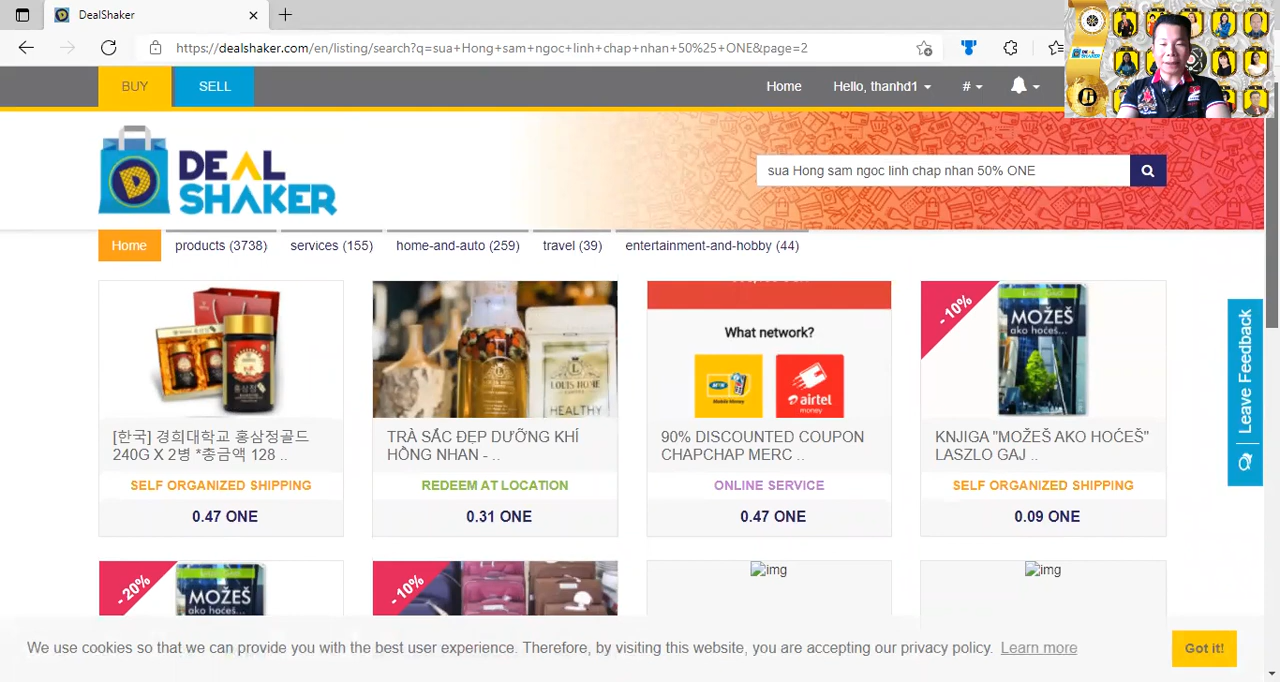 DealShaker
https://dealshaker.com/en/listing/search?q=sua+Hong+sam+ngoc+linh+chap+nhan+50%25+ONE&page=2
BUY
SELL
Home
Hello, thanhd1
#
DEAL
SHAKER
sua Hong sam ngoc linh chap nhan 50% ONE
Home
products (3738)
services (155)
home-and-auto (259)
travel (39)
entertainment-and-hobby (44)
What network?
airtel
money
LOUIS HOME
HEALTHY
- 10%
MOŽEŠ
ako hoćeš...
[한국] 경희대학교 홍삼정골드
240G X 2병 *총금액 128 ..
SELF ORGANIZED SHIPPING
0.47 ONE
TRÀ SẮC ĐẸP DƯỠNG KHÍ
HỒNG NHAN - ..
REDEEM AT LOCATION
0.31 ONE
90% DISCOUNTED COUPON
CHAPCHAP MERC ..
ONLINE SERVICE
0.47 ONE
KNJIGA "MOŽEŠ AKO HOĆEŠ"
LASZLO GAJ ..
SELF ORGANIZED SHIPPING
0.09 ONE
Leave Feedback
- 20%
MOŽEŠ
- 10%
img
img
We use cookies so that we can provide you with the best user experience. Therefore, by visiting this website, you are accepting our privacy policy. Learn more
Got it!